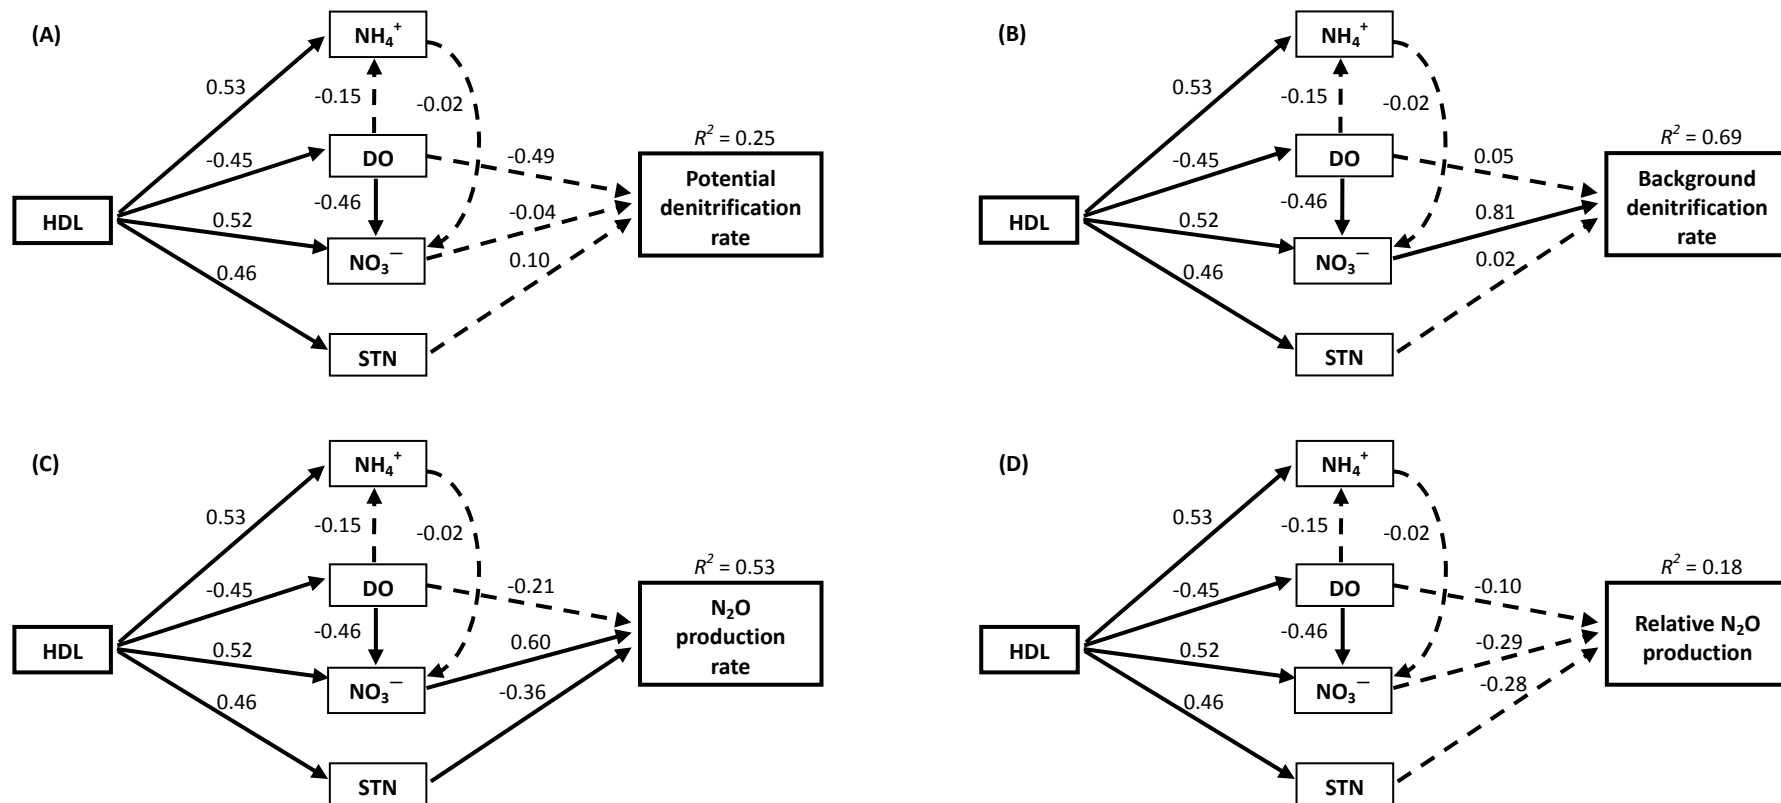 (A)
NH₄⁺
0.53
-0.15
-0.02
R² = 0.25
-0.45
DO
-0.49
Potential
denitrification
rate
HDL
-0.46
-0.04
0.52
NO₃⁻
0.10
0.46
STN
(B)
NH₄⁺
0.53
-0.15
-0.02
R² = 0.69
-0.45
DO
0.05
Background
denitrification
rate
HDL
-0.46
0.81
0.52
NO₃⁻
0.02
0.46
STN
(C)
NH₄⁺
0.53
-0.15
-0.02
R² = 0.53
-0.45
DO
-0.21
N₂O
production
rate
HDL
-0.46
0.60
0.52
NO₃⁻
-0.36
0.46
STN
(D)
NH₄⁺
0.53
-0.15
-0.02
R² = 0.18
-0.45
DO
-0.10
Relative N₂O
production
HDL
-0.46
-0.29
0.52
NO₃⁻
-0.28
0.46
STN